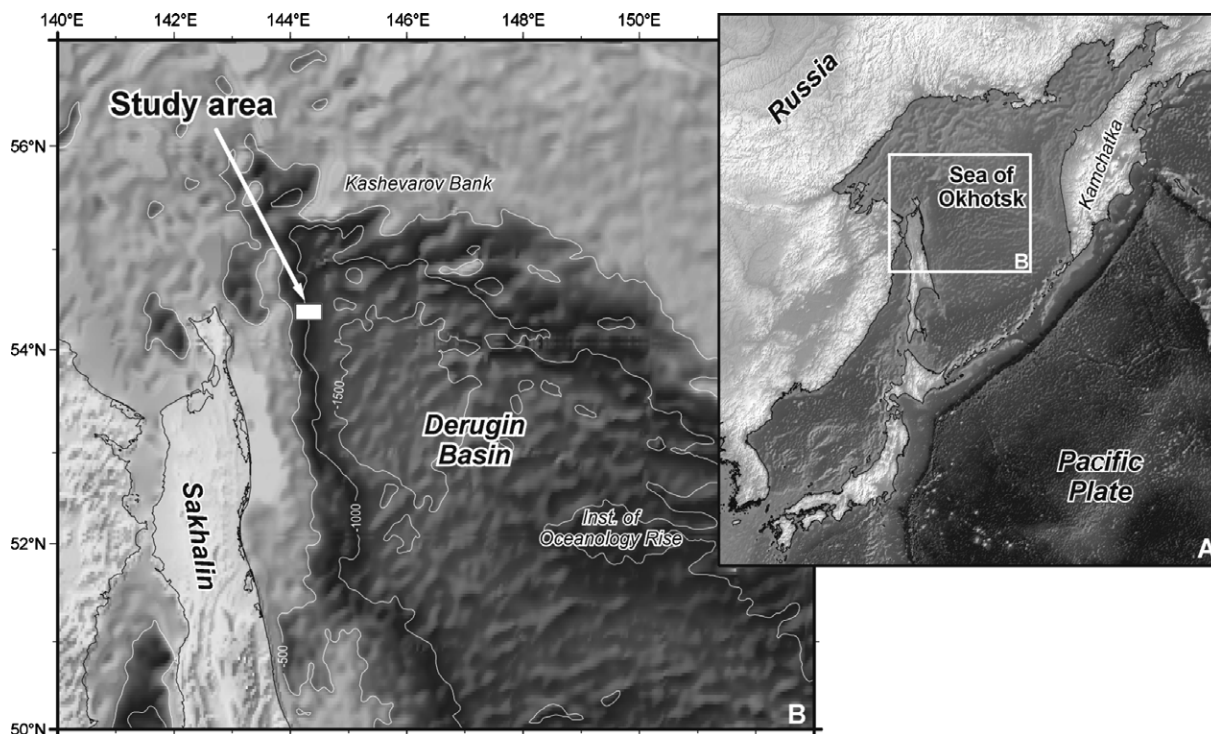 140°E
142°E
144°E
146°E
148°E
150°E
Study area
56°N
Kashevarov Bank
54°N
-1500
Derugin
Basin
Sakhalin
-1000
Inst. of
Oceanology Rise
52°N
-500
50°N
B
Russia
Kamchatka
Sea of
Okhotsk
B
Pacific
Plate
A